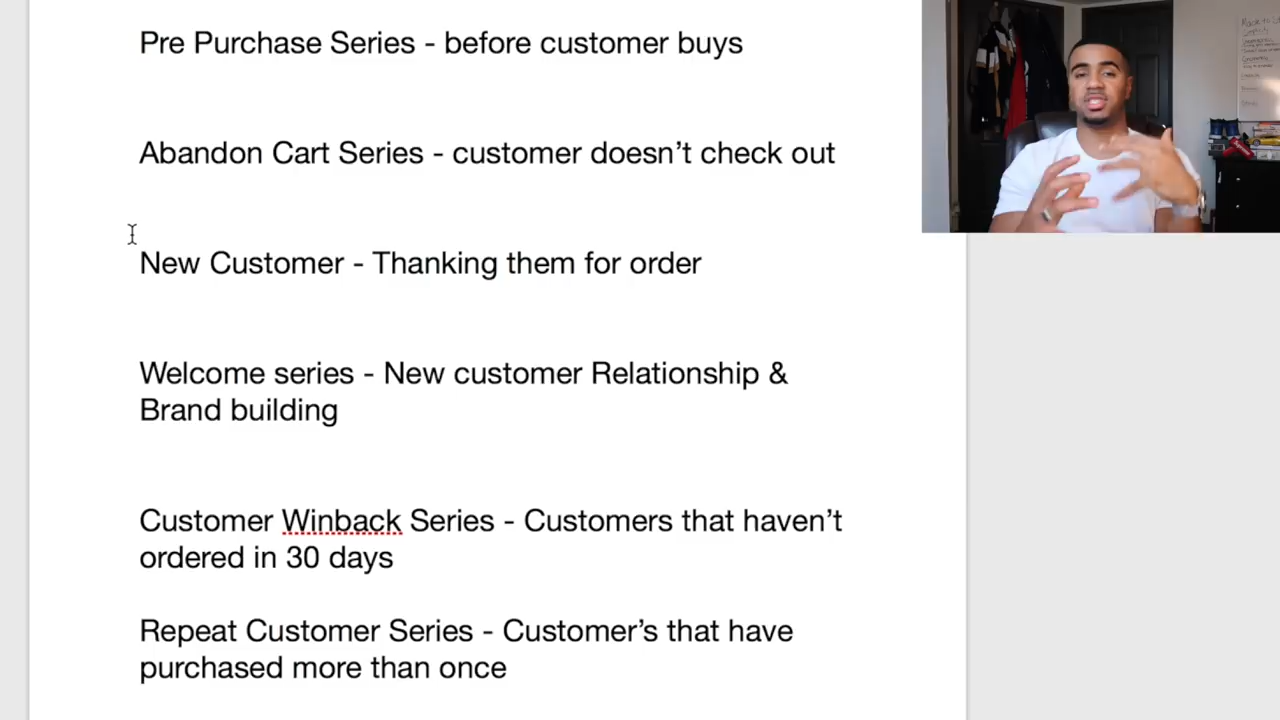 Pre Purchase Series - before customer buys
Abandon Cart Series - customer doesn’t check out
New Customer - Thanking them for order
Welcome series - New customer Relationship &
Brand building
Customer Winback Series - Customers that haven’t
ordered in 30 days
Repeat Customer Series - Customer’s that have
purchased more than once